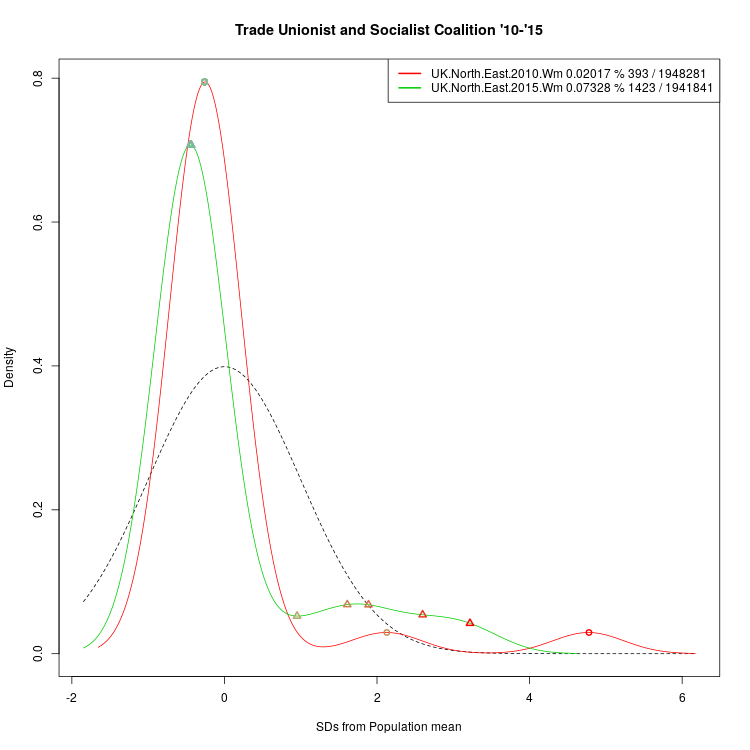 Trade Unionist and Socialist Coalition '10-'15
UK.North.East.2010.Wm 0.02017 % 393 / 1948281
UK.North.East.2015.Wm 0.07328 % 1423 / 1941841
Density
0.8
0.6
0.4
0.2
0.0
-2
0
2
4
6
SDs from Population mean